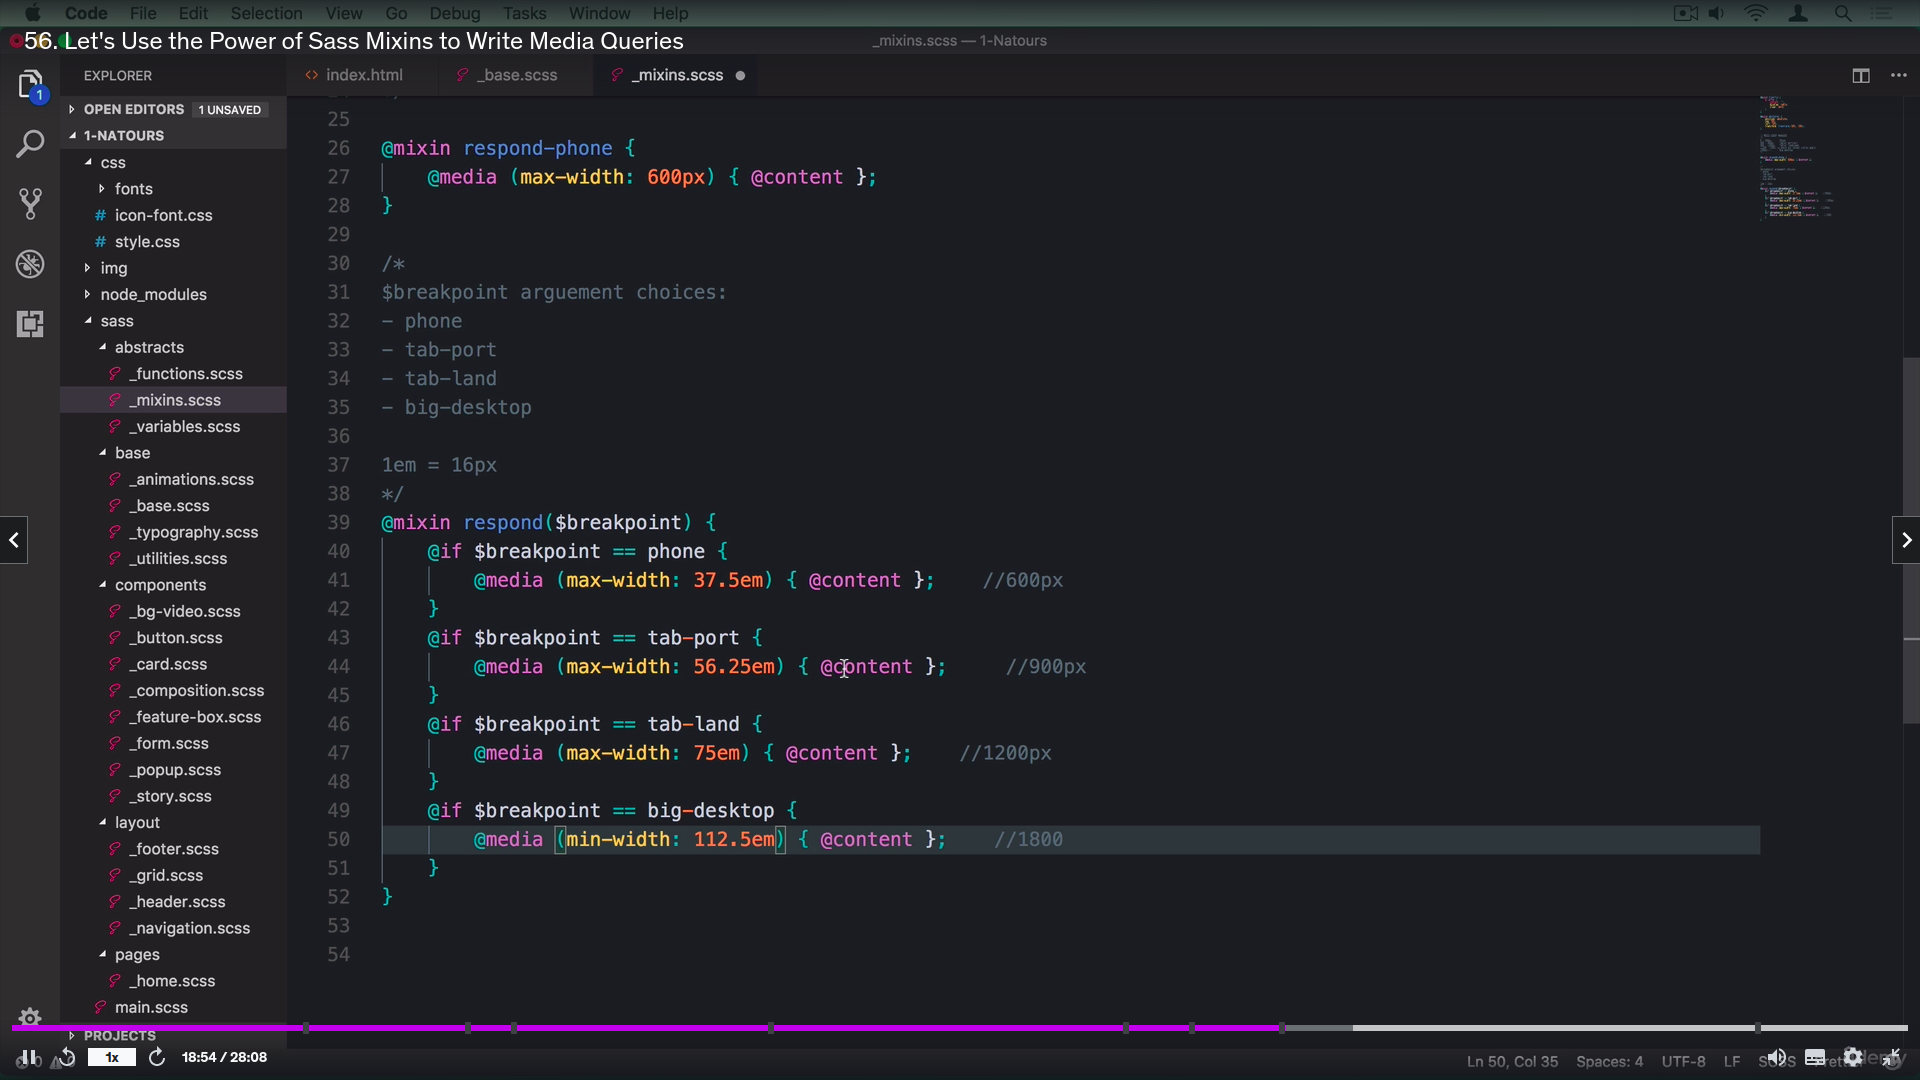 Code File Edit Selection View Go Debug Tasks Window Help
56. Let's Use the Power of Sass Mixins to Write Media Queries
_mixins.scss — 1-Natours
EXPLORER
<> index.html
_base.scss
_mixins.scss
1
OPEN EDITORS 1 UNSAVED
1-NATOURS
css
fonts
# icon-font.css
# style.css
img
node_modules
sass
abstracts
_functions.scss
_mixins.scss
_variables.scss
base
_animations.scss
_base.scss
_typography.scss
_utilities.scss
components
_bg-video.scss
_button.scss
_card.scss
_composition.scss
_feature-box.scss
_form.scss
_popup.scss
_story.scss
layout
_footer.scss
_grid.scss
_header.scss
_navigation.scss
pages
_home.scss
main.scss
PROJECTS
25
26 @mixin respond-phone {
27 @media (max-width: 600px) { @content };
28 }
29
30 /*
31 $breakpoint arguement choices:
32 - phone
33 - tab-port
34 - tab-land
35 - big-desktop
36
37 1em = 16px
38 */
39 @mixin respond($breakpoint) {
40 @if $breakpoint == phone {
41 @media (max-width: 37.5em) { @content }; //600px
42 }
43 @if $breakpoint == tab-port {
44 @media (max-width: 56.25em) { @content }; //900px
45 }
46 @if $breakpoint == tab-land {
47 @media (max-width: 75em) { @content }; //1200px
48 }
49 @if $breakpoint == big-desktop {
50 @media (min-width: 112.5em) { @content }; //1800
51 }
52 }
53
54
1x
18:54 / 28:08
Ln 50, Col 35 Spaces: 4 UTF-8 LF